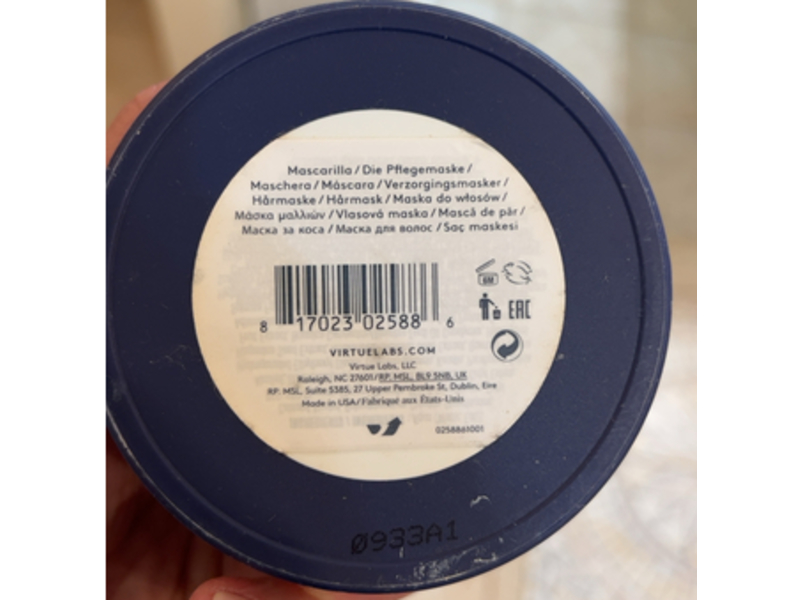 Mascarilla / Die Pflegemaske /
Maschera / Máscara / Verzorgingsmasker /
Hårmaske / Hårmask / Maska do włosów /
Μάσκα μαλλιών / Vlasová maska / Mască de păr /
Маска за коса / Маска для волос / Saç maskesi
8 17023 02588 6
6M
EAC
VIRTUELABS.COM
Virtue Labs, LLC
Raleigh, NC 27601 / RP: MSL, BL9 5NB, UK
RP: MSL, Suite 5385, 27 Upper Pembroke St, Dublin, Eire
Made in USA / Fabriqué aux États-Unis
0258861001
0933A1